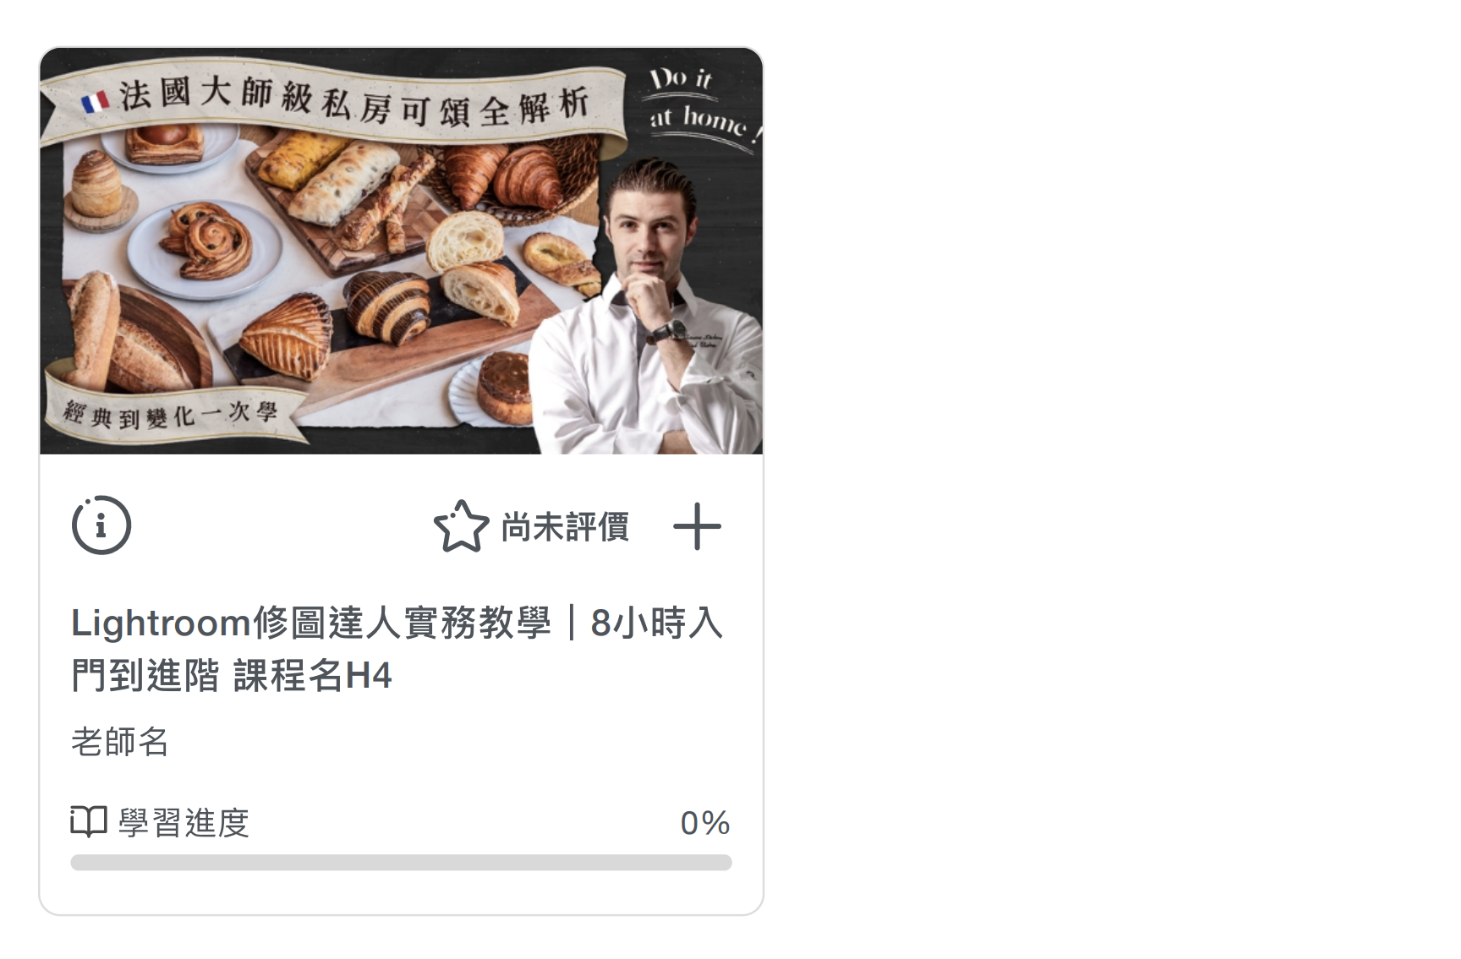 法國大師級私房可頌全解析
Do it
at home!
經典到變化一次學
尚未評價
Lightroom修圖達人實務教學｜8小時入
門到進階 課程名H4
老師名
學習進度 0%